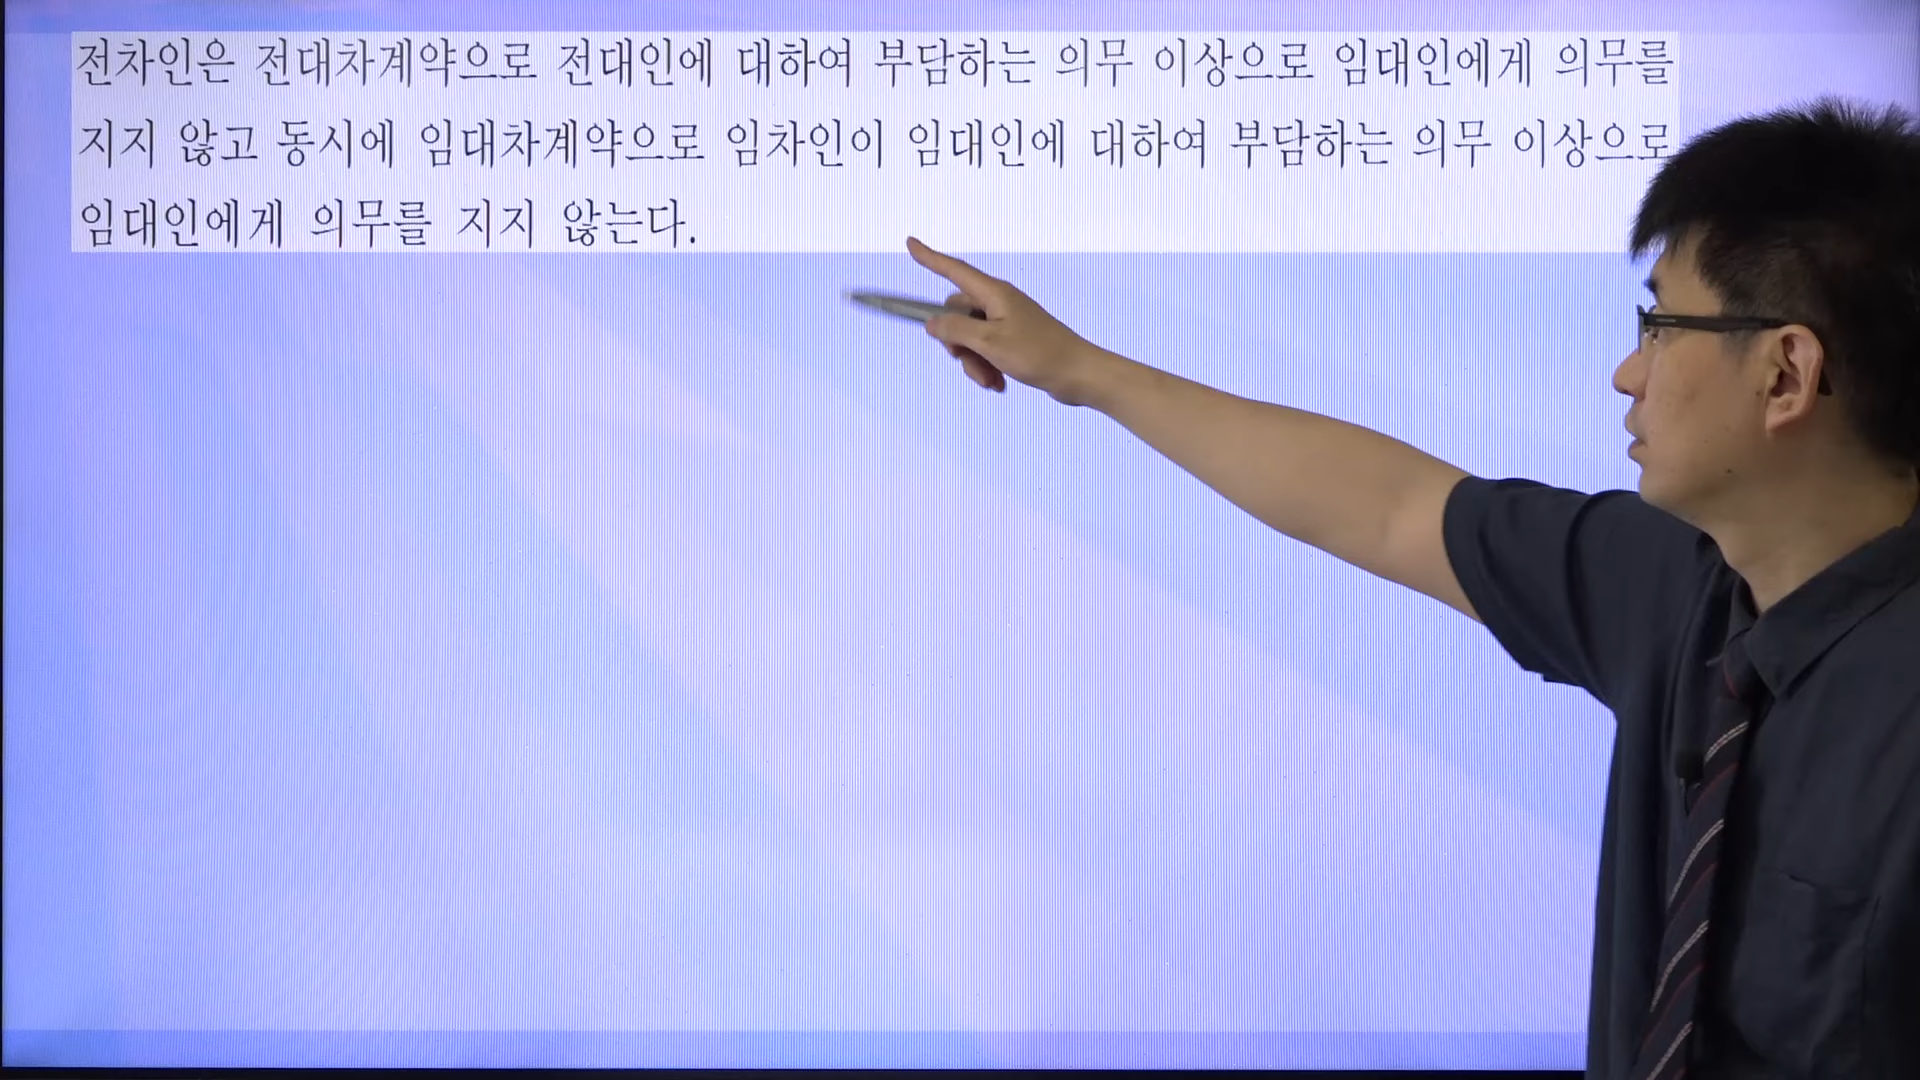 전차인은 전대차계약으로 전대인에 대하여 부담하는 의무 이상으로 임대인에게 의무를
지지 않고 동시에 임대차계약으로 임차인이 임대인에 대하여 부담하는 의무 이상으로
임대인에게 의무를 지지 않는다.